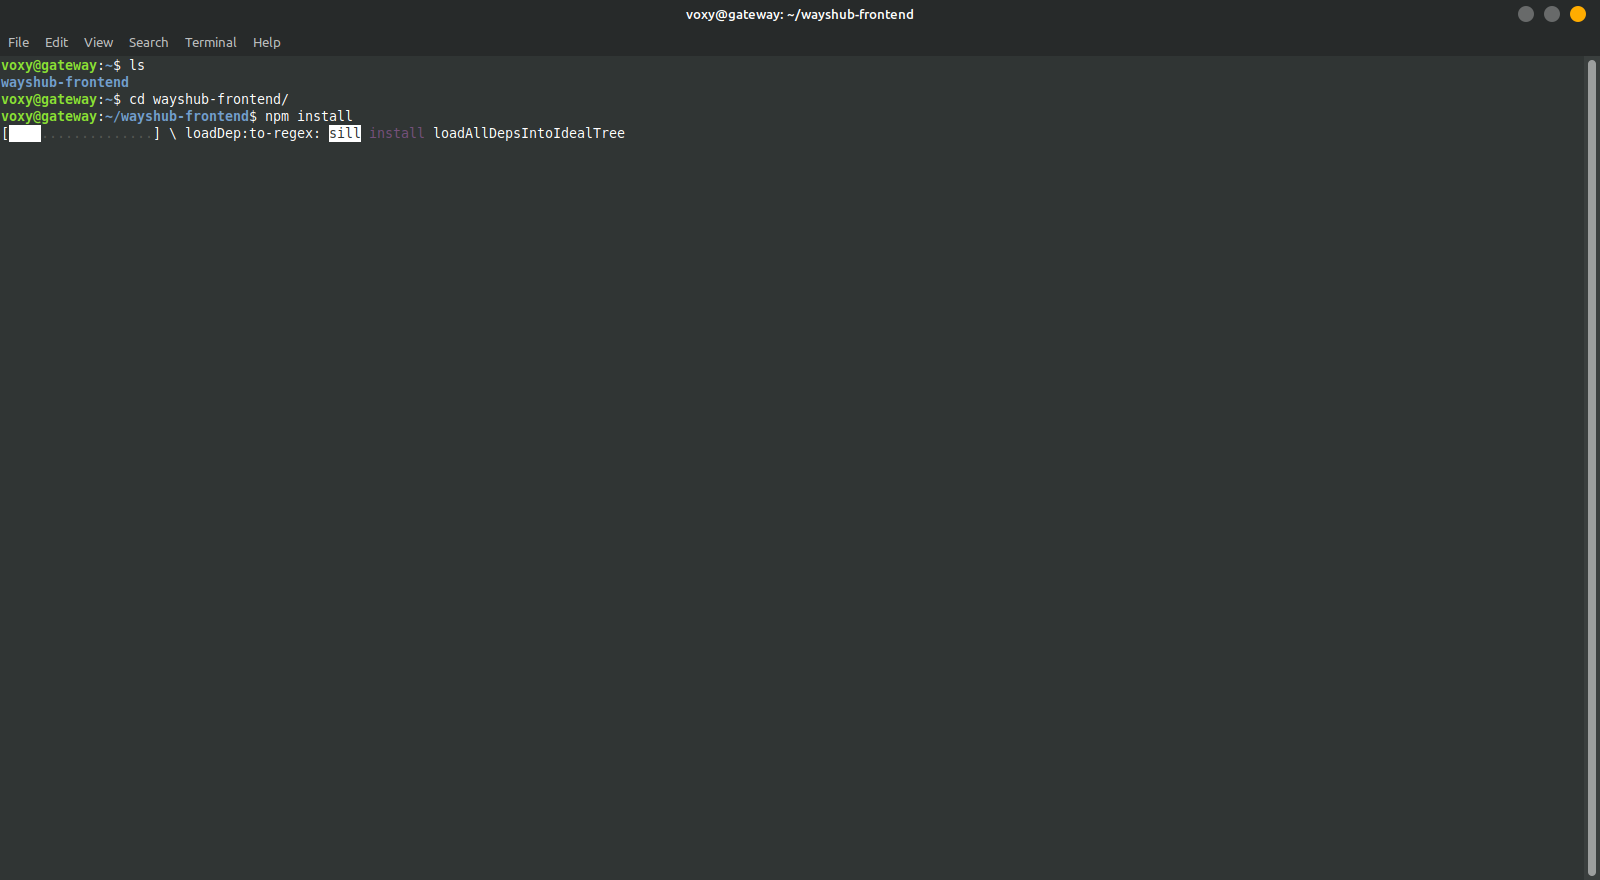 voxy@gateway: ~/wayshub-frontend
File Edit View Search Terminal Help
voxy@gateway:~$ ls
wayshub-frontend
voxy@gateway:~$ cd wayshub-frontend/
voxy@gateway:~/wayshub-frontend$ npm install
[    ..............] \ loadDep:to-regex: sill install loadAllDepsIntoIdealTree